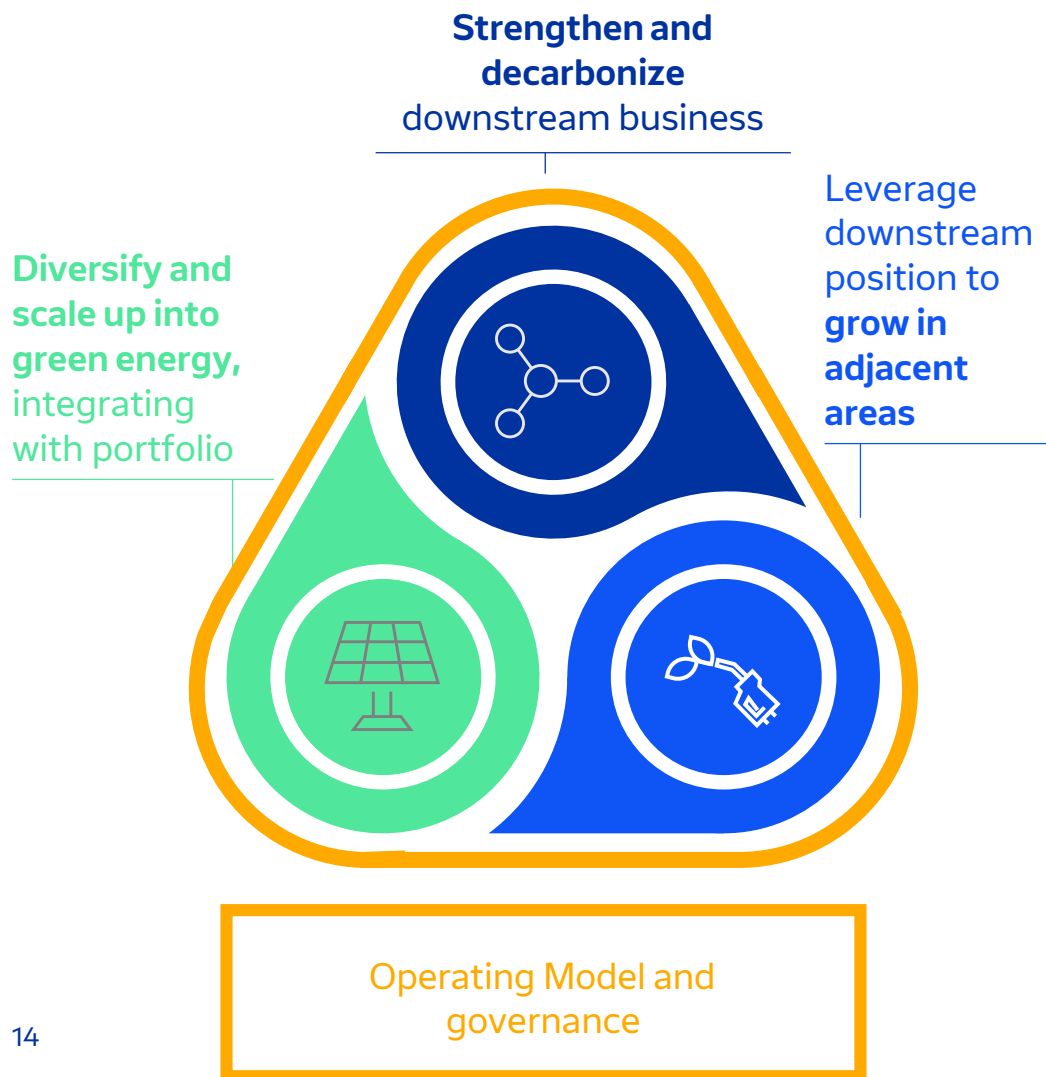 Strengthen and
decarbonize
downstream business
Leverage
downstream
position to
grow in
adjacent
areas
Diversify and
scale up into
green energy,
integrating
with portfolio
Operating Model and
governance
14